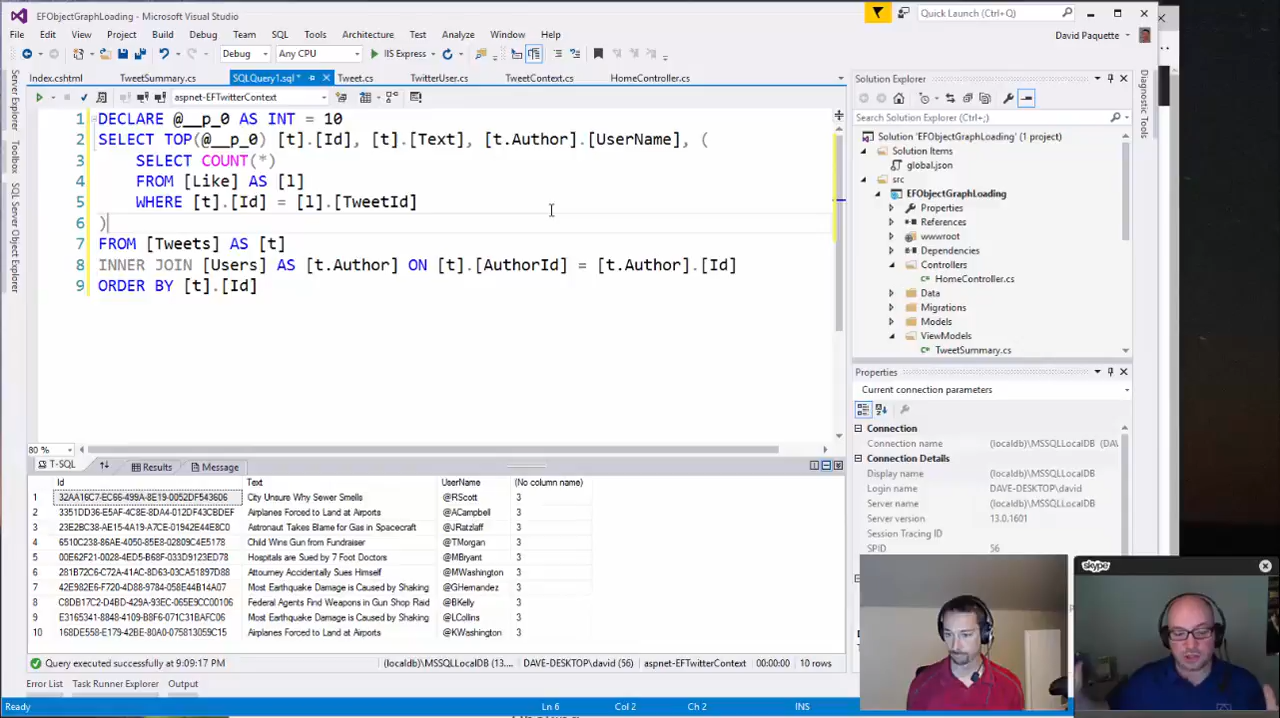 EFObjectGraphLoading - Microsoft Visual Studio
Quick Launch (Ctrl+Q)
File Edit View Project Build Debug Team SQL Tools Architecture Test Analyze Window Help
David Paquette
Debug Any CPU IIS Express
Index.cshtml TweetSummary.cs SQLQuery1.sql* Tweet.cs TwitterUser.cs TweetContext.cs HomeController.cs
aspnet-EFTwitterContext
Server Explorer
Toolbox
SQL Server Object Explorer
1 DECLARE @__p_0 AS INT = 10
2 SELECT TOP(@__p_0) [t].[Id], [t].[Text], [t.Author].[UserName], (
3 SELECT COUNT(*)
4 FROM [Like] AS [l]
5 WHERE [t].[Id] = [l].[TweetId]
6 )
7 FROM [Tweets] AS [t]
8 INNER JOIN [Users] AS [t.Author] ON [t].[AuthorId] = [t.Author].[Id]
9 ORDER BY [t].[Id]
80 %
T-SQL Results Message
Id Text UserName (No column name)
1 32AA16C7-EC66-499A-8E19-0052DF543606 City Unsure Why Sewer Smells @RScott 3
2 3351DD36-E5AF-4C8E-8DA4-012DF43CBDEF Airplanes Forced to Land at Airports @ACampbell 3
3 23E2BC38-AE15-4A19-A7CE-01942E44E8C0 Astronaut Takes Blame for Gas in Spacecraft @JRatzlaff 3
4 6510C238-86AE-4050-85E8-02809C4E5178 Child Wins Gun from Fundraiser @TMorgan 3
5 00E62F21-0028-4ED5-B68F-033D9123ED78 Hospitals are Sued by 7 Foot Doctors @MBryant 3
6 281B72C6-C72A-41AC-8D63-03CA51897D88 Attourney Accidentally Sues Himself @MWashington 3
7 42E982E6-F720-4D88-9784-058E44B14A07 Most Earthquake Damage is Caused by Shaking @GHernandez 3
8 C8DB17C2-D4BD-429A-93EC-065E9CC00106 Federal Agents Find Weapons in Gun Shop Raid @BKelly 3
9 E3165341-8848-4109-B8F6-071C31BAFC06 Most Earthquake Damage is Caused by Shaking @LCollins 3
10 168DE558-E179-42BE-80A0-075813059C15 Airplanes Forced to Land at Airports @KWashington 3
Query executed successfully at 9:09:17 PM (localdb)\MSSQLLocalDB (13.... DAVE-DESKTOP\david (56) aspnet-EFTwitterContext 00:00:00 10 rows
Error List Task Runner Explorer Output
Ready Ln 6 Col 2 Ch 2 INS
Solution Explorer
Search Solution Explorer (Ctrl+;)
Solution 'EFObjectGraphLoading' (1 project)
Solution Items
global.json
src
EFObjectGraphLoading
Properties
References
wwwroot
Dependencies
Controllers
HomeController.cs
Data
Migrations
Models
ViewModels
TweetSummary.cs
Diagnostic Tools
Properties
Current connection parameters
Connection
Connection name (localdb)\MSSQLLocalDB (DA
Connection Details
Display name (localdb)\MSSQLLocalDB
Login name DAVE-DESKTOP\david
Server name (localdb)\MSSQLLocalDB
Server version 13.0.1601
Session Tracing ID
SPID 56
skype